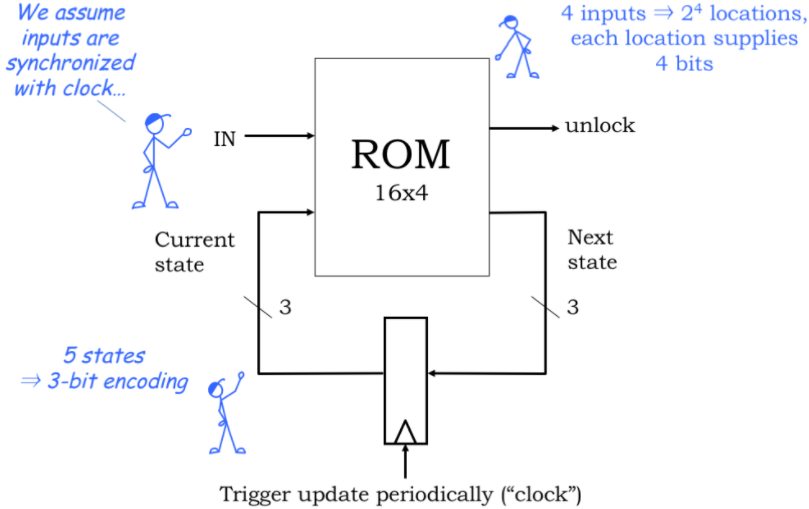 We assume
inputs are
synchronized
with clock…
4 inputs ⇒ 2⁴ locations,
each location supplies
4 bits
IN
ROM
16x4
unlock
Current
state
Next
state
3
3
5 states
⇒ 3-bit encoding
Trigger update periodically (“clock”)